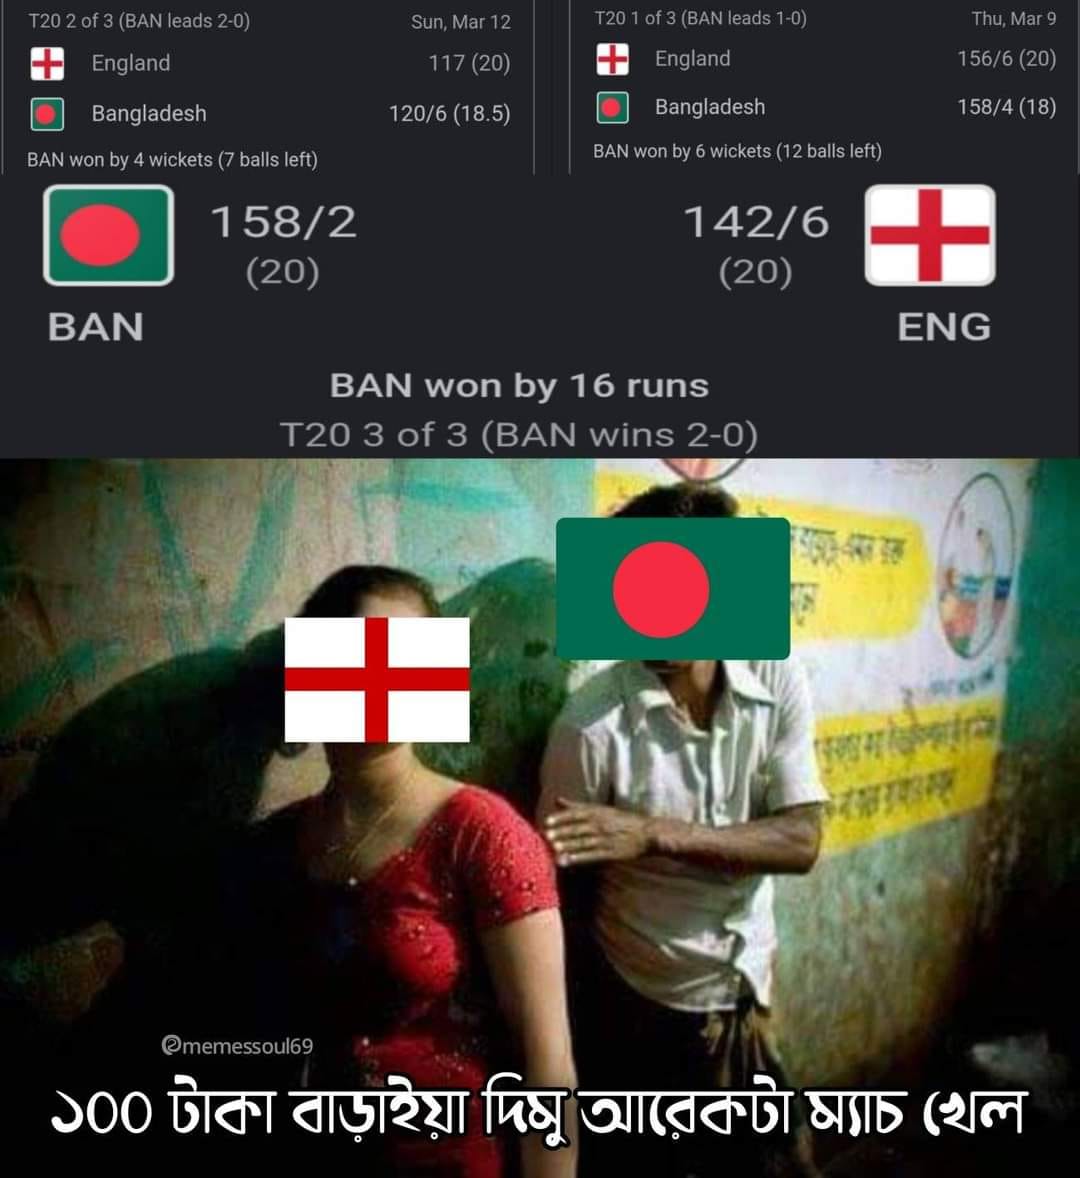 T20 2 of 3 (BAN leads 2-0) Sun, Mar 12
England 117 (20)
Bangladesh 120/6 (18.5)
BAN won by 4 wickets (7 balls left)
T20 1 of 3 (BAN leads 1-0) Thu, Mar 9
England 156/6 (20)
Bangladesh 158/4 (18)
BAN won by 6 wickets (12 balls left)
158/2 142/6
(20) (20)
BAN ENG
BAN won by 16 runs
T20 3 of 3 (BAN wins 2-0)
@memessoul69
১00 টাকা বাড়াইয়া দিমু আরেকটা ম্যাচ খেল